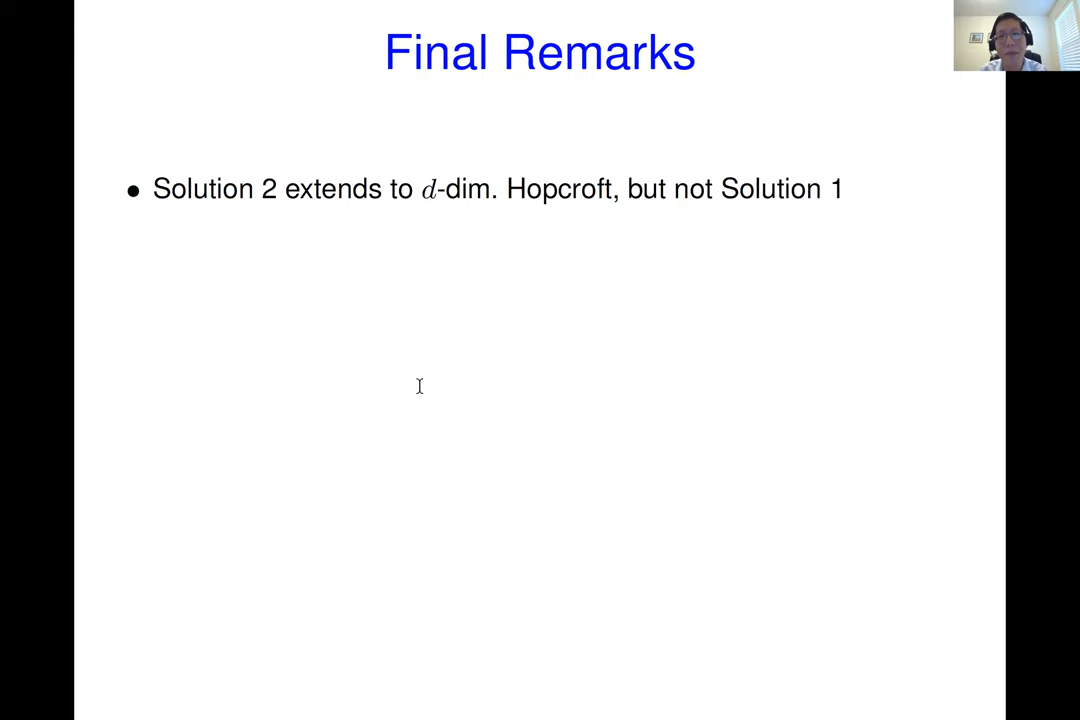 Final Remarks
• Solution 2 extends to d-dim. Hopcroft, but not Solution 1